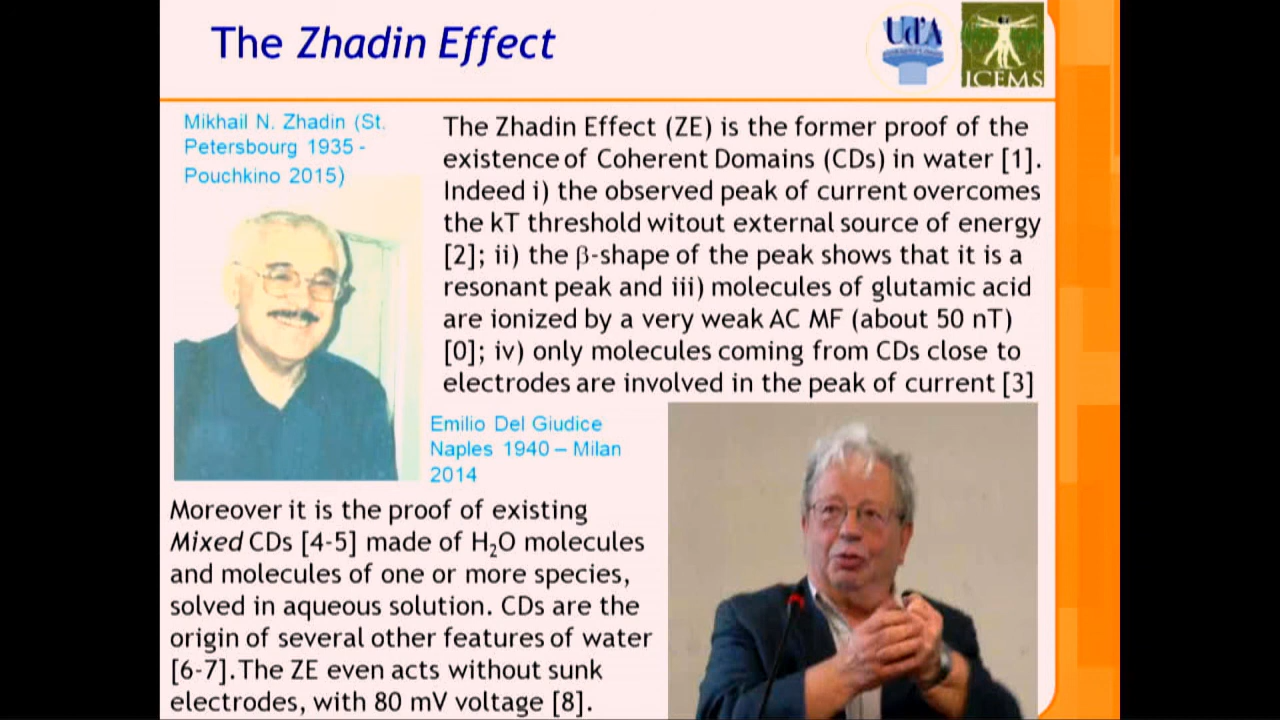 The Zhadin Effect
Ud'A
ICEMS
Mikhail N. Zhadin (St.
Petersbourg 1935 -
Pouchkino 2015)
The Zhadin Effect (ZE) is the former proof of the
existence of Coherent Domains (CDs) in water [1].
Indeed i) the observed peak of current overcomes
the kT threshold witout external source of energy
[2]; ii) the β-shape of the peak shows that it is a
resonant peak and iii) molecules of glutamic acid
are ionized by a very weak AC MF (about 50 nT)
[0]; iv) only molecules coming from CDs close to
electrodes are involved in the peak of current [3]
Emilio Del Giudice
Naples 1940 – Milan
2014
Moreover it is the proof of existing
Mixed CDs [4-5] made of H₂O molecules
and molecules of one or more species,
solved in aqueous solution. CDs are the
origin of several other features of water
[6-7].The ZE even acts without sunk
electrodes, with 80 mV voltage [8].